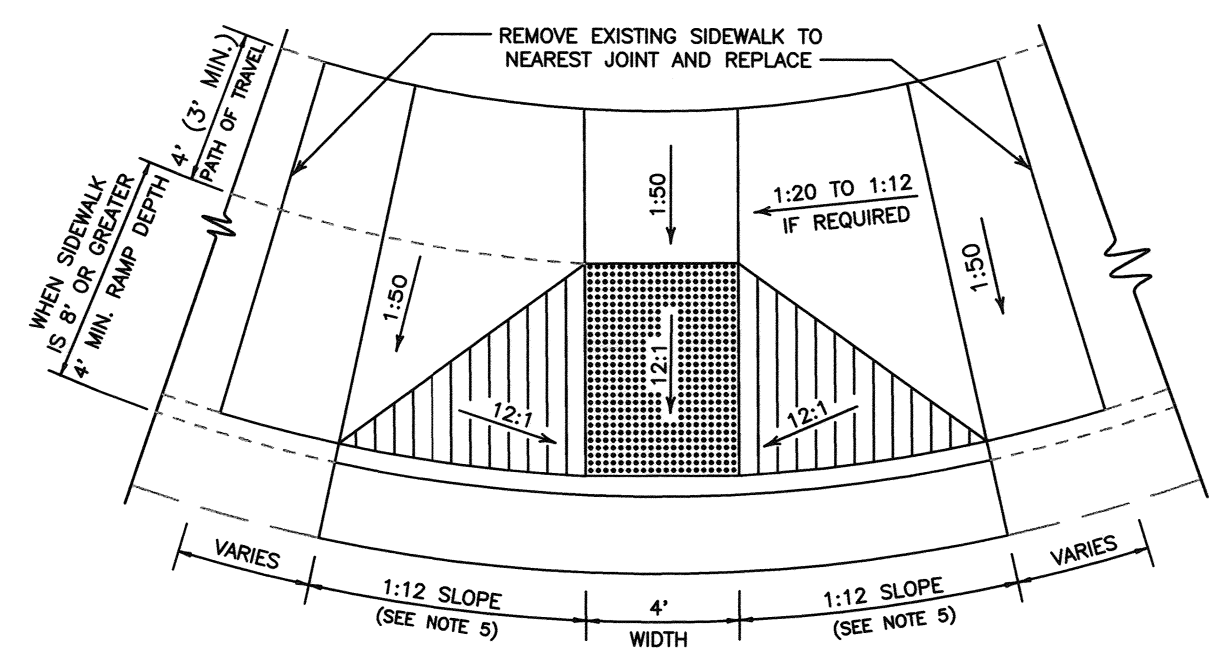 REMOVE EXISTING SIDEWALK TO
NEAREST JOINT AND REPLACE
4' (3' MIN.)
PATH OF TRAVEL
WHEN SIDEWALK
IS 8' OR GREATER
4' MIN. RAMP DEPTH
1:50
1:20 TO 1:12
IF REQUIRED
1:50
1:50
12:1
12:1
12:1
VARIES
1:12 SLOPE
(SEE NOTE 5)
4'
WIDTH
1:12 SLOPE
(SEE NOTE 5)
VARIES